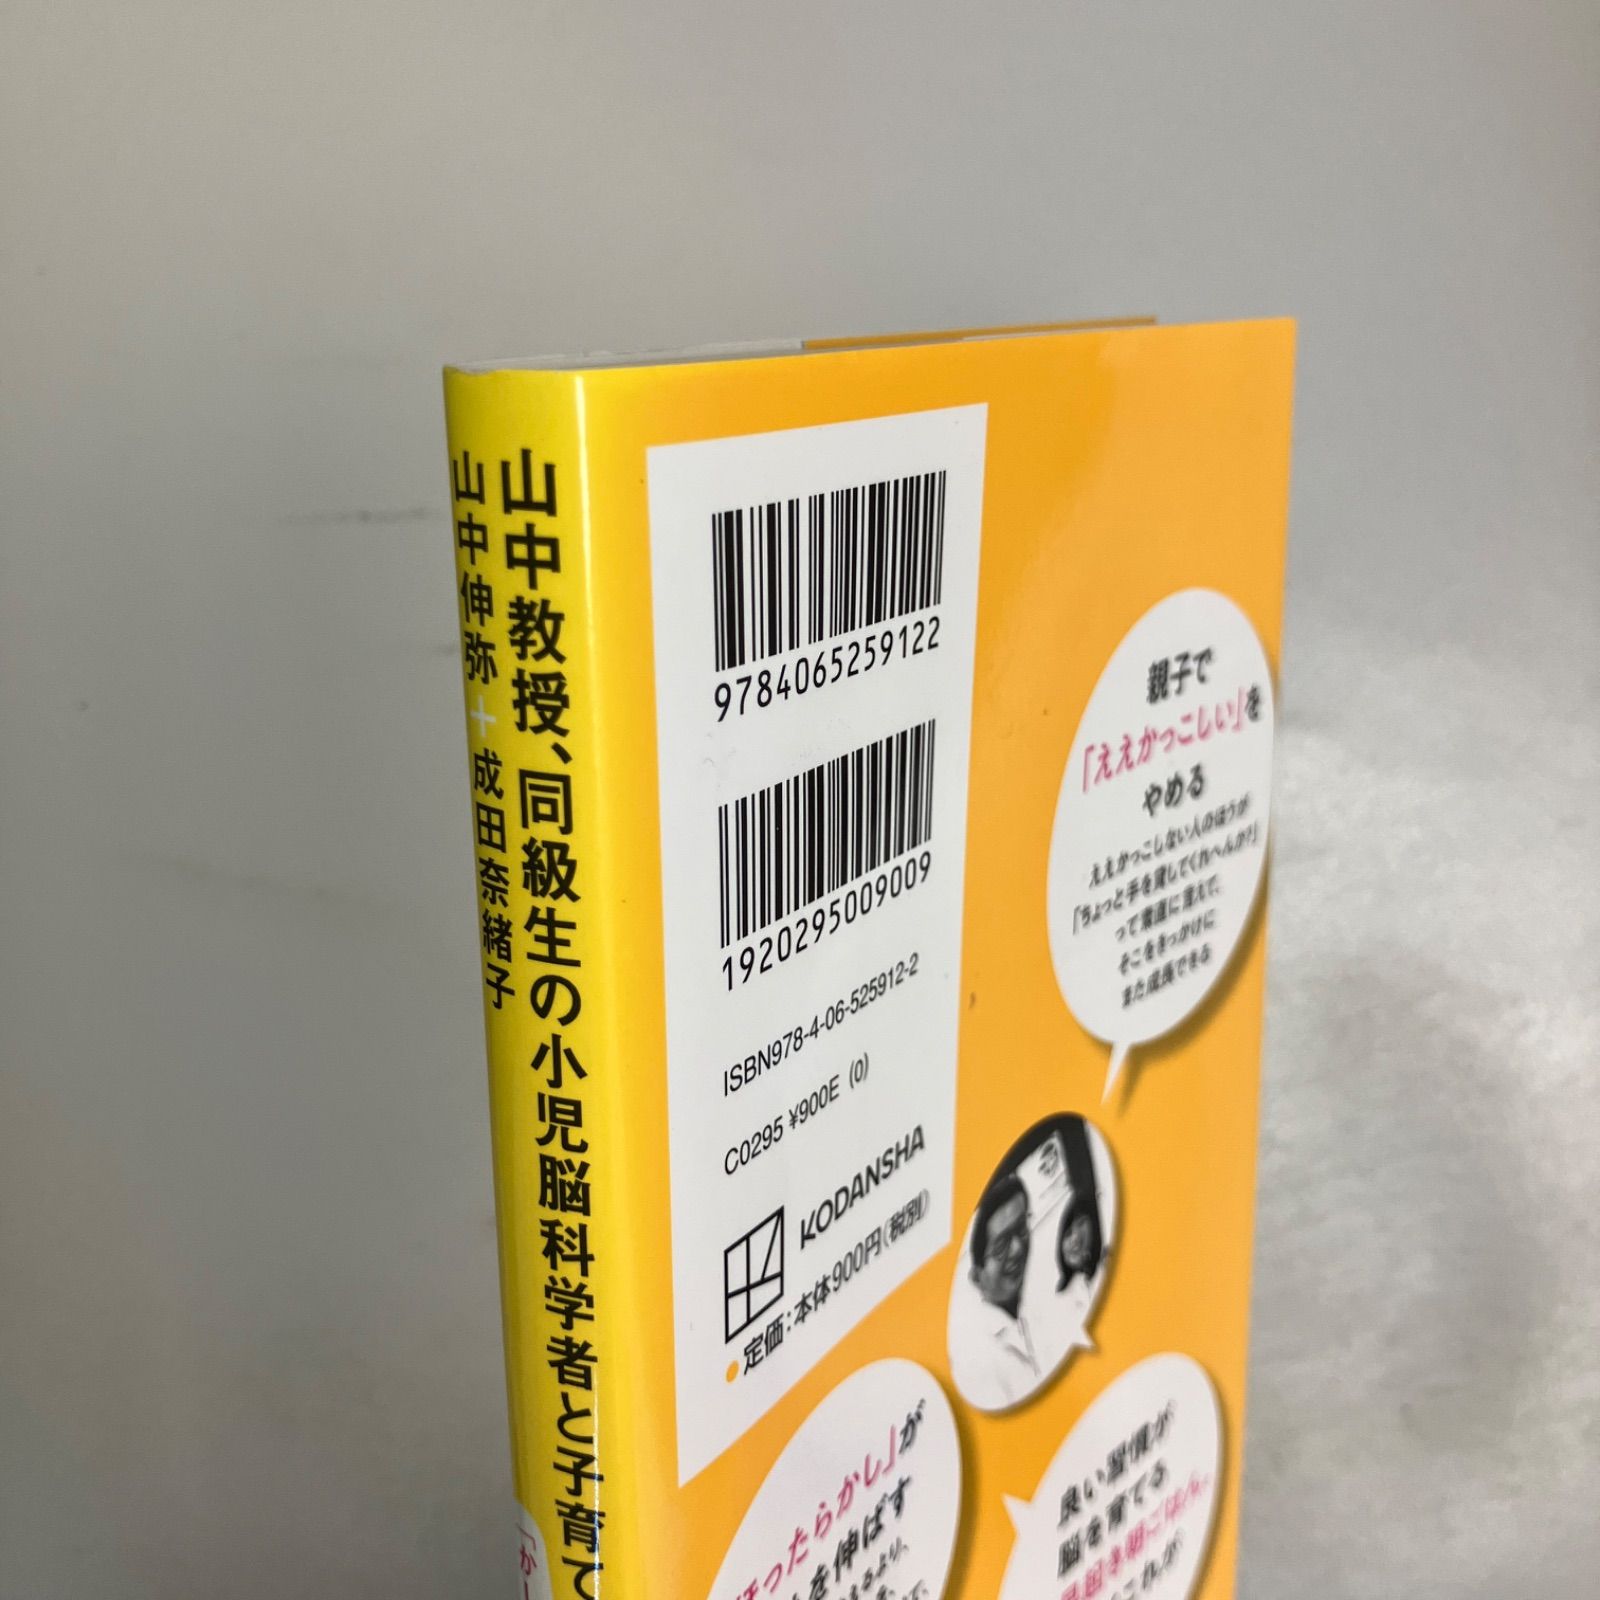 山中教授、同級生の小児脳科学者と子育て
山中伸弥+成田奈緒子
9784065259122
1920295009009
ISBN978-4-06-525912-2
C0295 ¥900E (0)
KODANSHA
定価:本体900円(税別)
親子で
「ええかっこしい」を
やめる
ええかっこしない人のほうが
「ちょっと手を貸してくれへんか?」
って素直に言えて、
そこをきっかけに
また成長できる
ほったらかし」が
を伸ばす
るより、
良い習慣が
脳を育てる
これが
「か